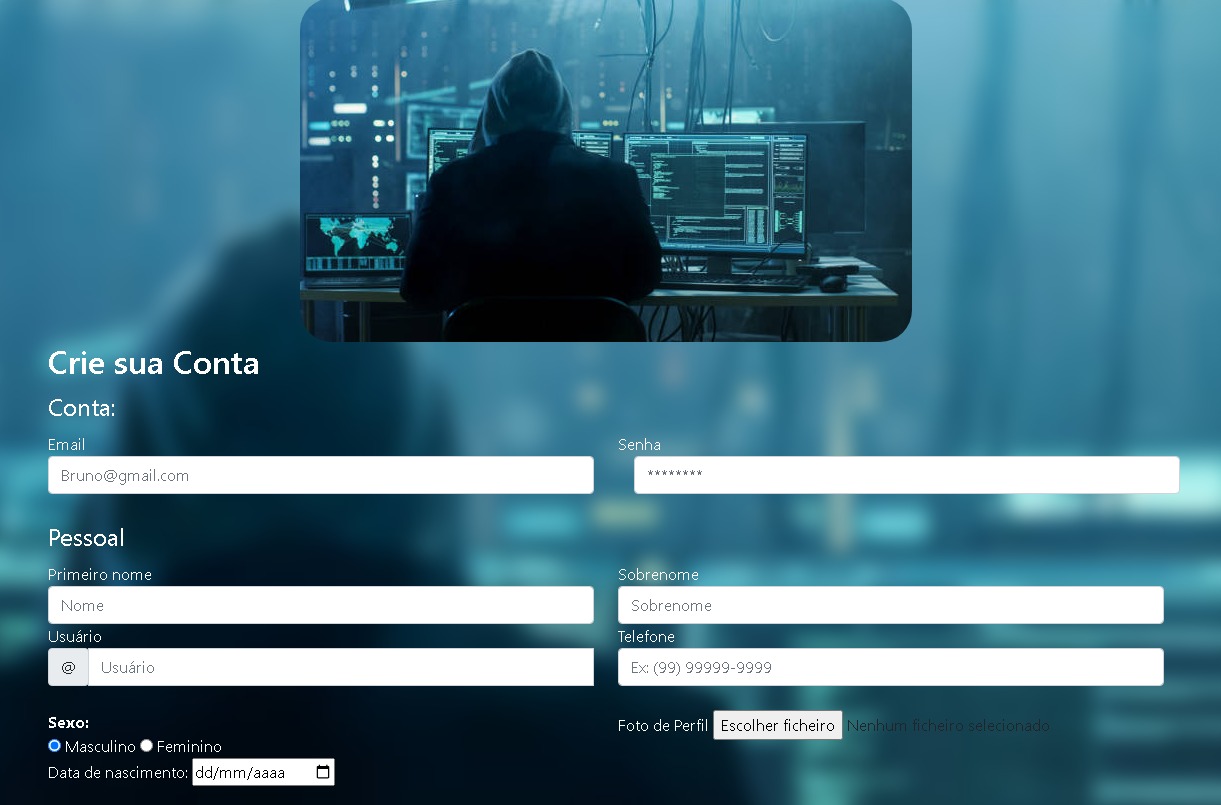 Crie sua Conta
Conta:
Email Senha
Bruno@gmail.com ********
Pessoal
Primeiro nome Sobrenome
Nome Sobrenome
Usuário Telefone
@ Usuário Ex: (99) 99999-9999
Sexo:
Foto de Perfil Escolher ficheiro Nenhum ficheiro selecionado
Masculino Feminino
Data de nascimento: dd/mm/aaaa